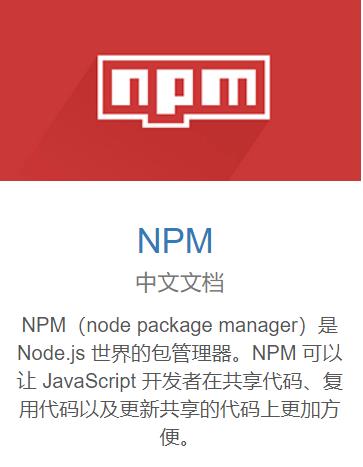 npm
NPM
中文文档
NPM（node package manager）是
Node.js 世界的包管理器。NPM 可以
让 JavaScript 开发者在共享代码、复
用代码以及更新共享的代码上更加方
便。